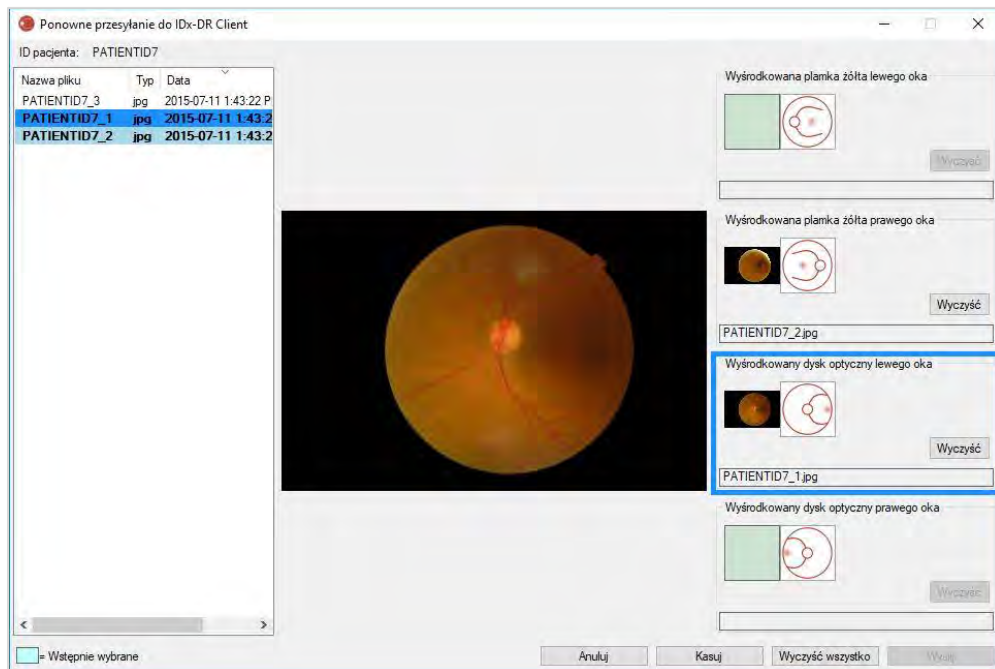 Ponowne przesyłanie do IDx-DR Client
ID pacjenta: PATIENTID7
Nazwa pliku Typ Data
PATIENTID7_3 jpg 2015-07-11 1:43:22 P
PATIENTID7_1 jpg 2015-07-11 1:43:2
PATIENTID7_2 jpg 2015-07-11 1:43:2
= Wstępnie wybrane
Wyśrodkowana plamka żółta lewego oka
Wyczyść
Wyśrodkowana plamka żółta prawego oka
Wyczyść
PATIENTID7_2.jpg
Wyśrodkowany dysk optyczny lewego oka
Wyczyść
PATIENTID7_1.jpg
Wyśrodkowany dysk optyczny prawego oka
Wyczyść
Anuluj Kasuj Wyczyść wszystko